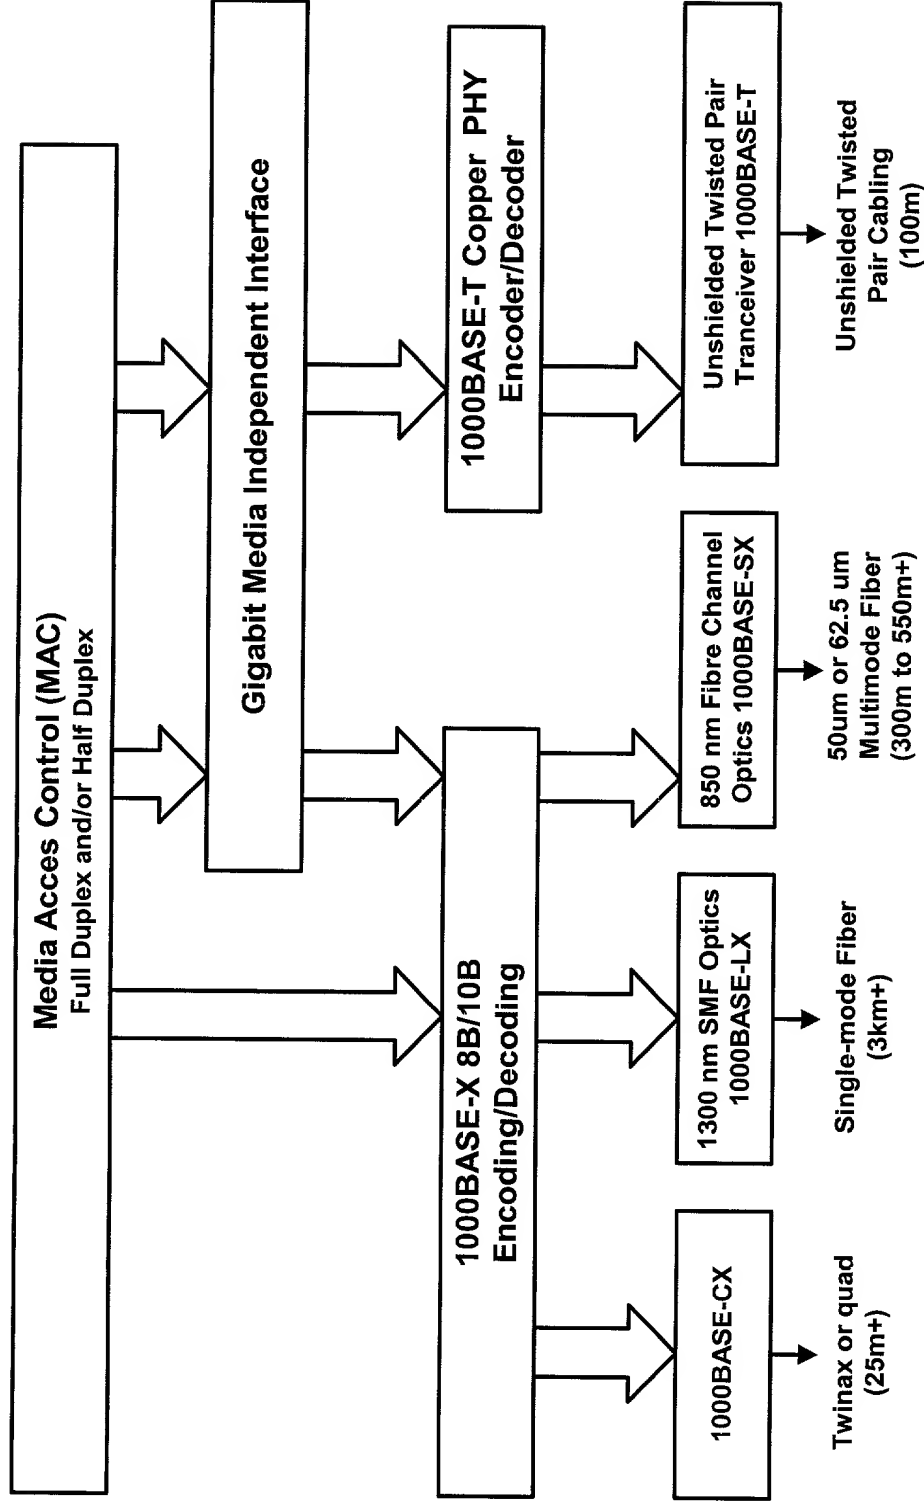 Media Acces Control (MAC)
Full Duplex and/or Half Duplex
Gigabit Media Independent Interface
1000BASE-X 8B/10B
Encoding/Decoding
1000BASE-T Copper PHY
Encoder/Decoder
1000BASE-CX
1300 nm SMF Optics
1000BASE-LX
850 nm Fibre Channel
Optics 1000BASE-SX
Unshielded Twisted Pair
Tranceiver 1000BASE-T
Twinax or quad
(25m+)
Single-mode Fiber
(3km+)
50um or 62.5 um
Multimode Fiber
(300m to 550m+)
Unshielded Twisted
Pair Cabling
(100m)